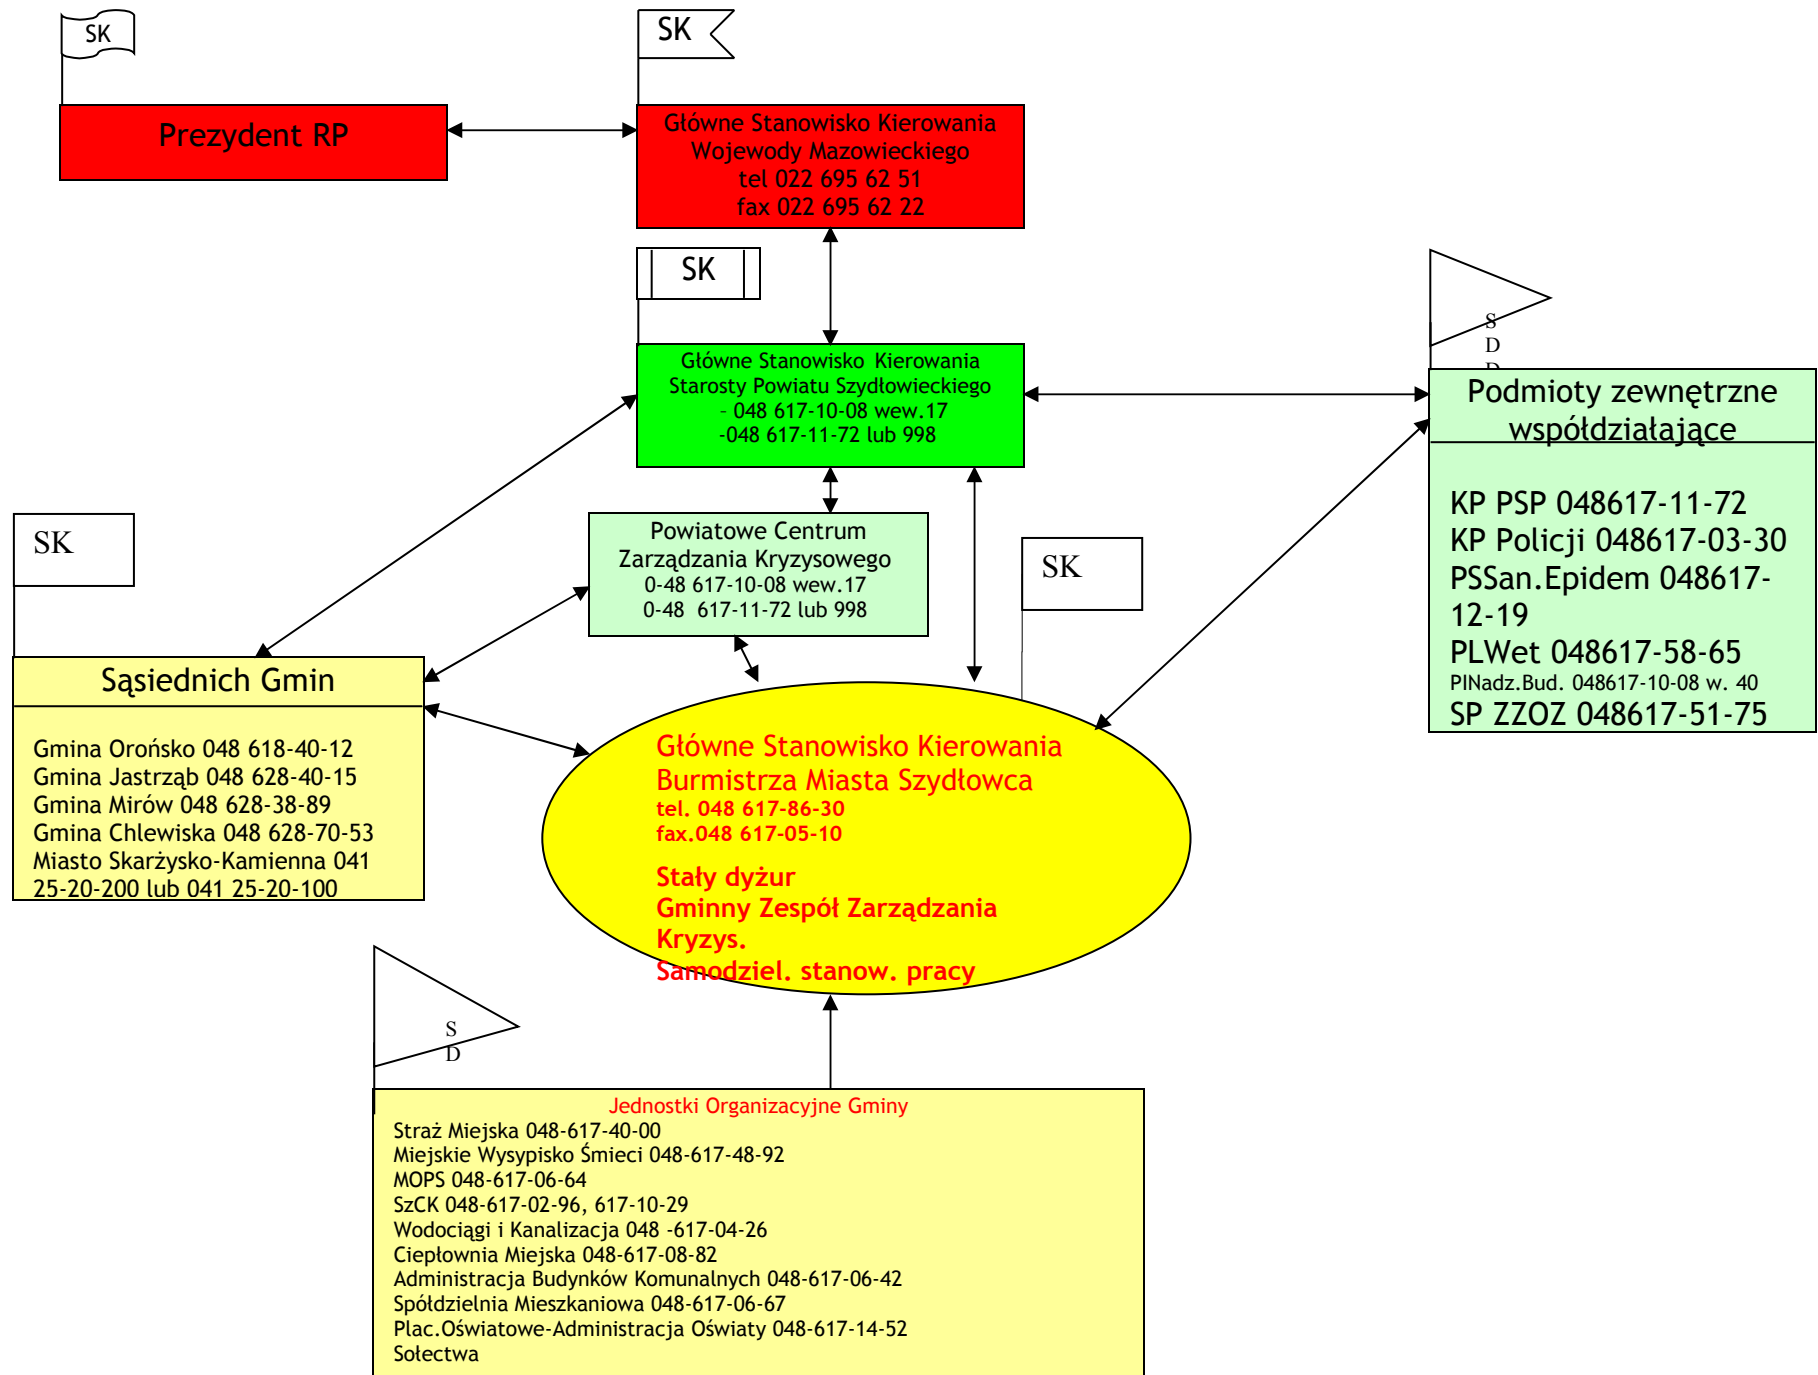 SK
SK
Prezydent RP
Główne Stanowisko Kierowania
Wojewody Mazowieckiego
tel 022 695 62 51
fax 022 695 62 22
SK
Główne Stanowisko Kierowania
Starosty Powiatu Szydłowieckiego
- 048 617-10-08 wew.17
-048 617-11-72 lub 998
S
D
Podmioty zewnętrzne
współdziałające
KP PSP 048617-11-72
KP Policji 048617-03-30
PSSan.Epidem 048617-
12-19
PLWet 048617-58-65
PINadz.Bud. 048617-10-08 w. 40
SP ZZOZ 048617-51-75
Powiatowe Centrum
Zarządzania Kryzysowego
0-48 617-10-08 wew.17
0-48 617-11-72 lub 998
SK
SK
Sąsiednich Gmin
Gmina Orońsko 048 618-40-12
Gmina Jastrząb 048 628-40-15
Gmina Mirów 048 628-38-89
Gmina Chlewiska 048 628-70-53
Miasto Skarżysko-Kamienna 041
25-20-200 lub 041 25-20-100
Główne Stanowisko Kierowania
Burmistrza Miasta Szydłowca
tel. 048 617-86-30
fax.048 617-05-10
Stały dyżur
Gminny Zespół Zarządzania
Kryzys.
Samodziel. stanow. pracy
S
D
Jednostki Organizacyjne Gminy
Straż Miejska 048-617-40-00
Miejskie Wysypisko Śmieci 048-617-48-92
MOPS 048-617-06-64
SzCK 048-617-02-96, 617-10-29
Wodociągi i Kanalizacja 048 -617-04-26
Ciepłownia Miejska 048-617-08-82
Administracja Budynków Komunalnych 048-617-06-42
Spółdzielnia Mieszkaniowa 048-617-06-67
Plac.Oświatowe-Administracja Oświaty 048-617-14-52
Sołectwa